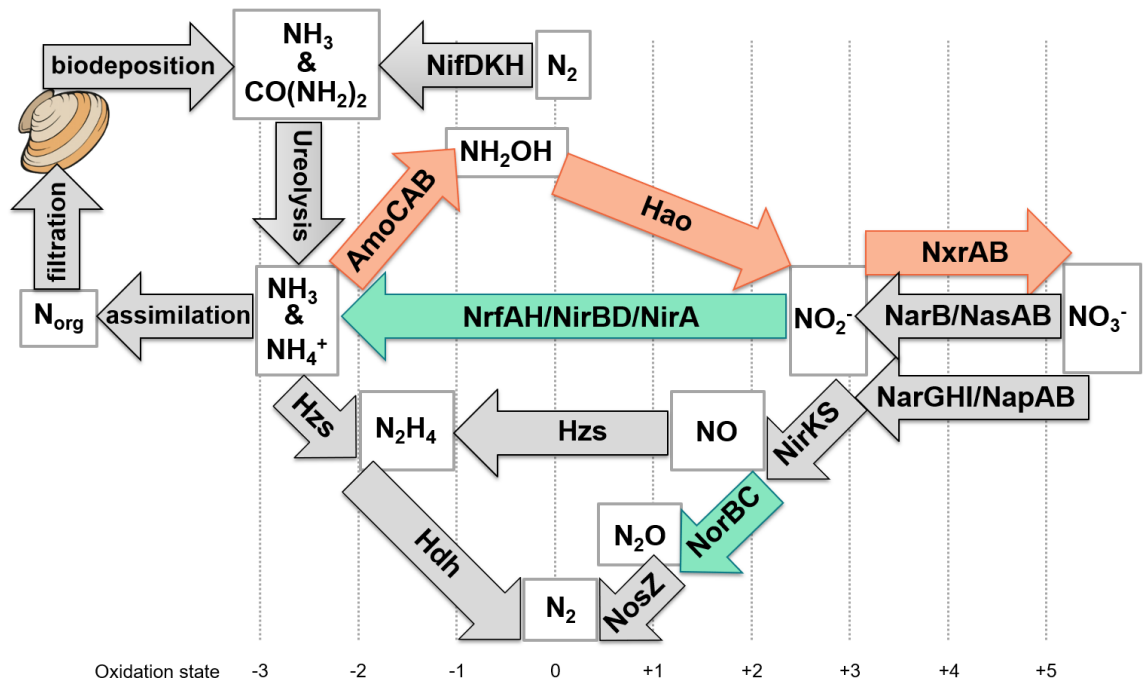 biodeposition
NH₃
&
CO(NH₂)₂
NifDKH
N₂
Ureolysis
AmoCAB
NH₂OH
Hao
NxrAB
filtration
N_org
assimilation
NH₃
&
NH₄⁺
NrfAH/NirBD/NirA
NO₂⁻
NarB/NasAB
NO₃⁻
NarGHI/NapAB
Hzs
N₂H₄
Hzs
NO
NirKS
Hdh
N₂O
NorBC
N₂
NosZ
Oxidation state -3 -2 -1 0 +1 +2 +3 +4 +5